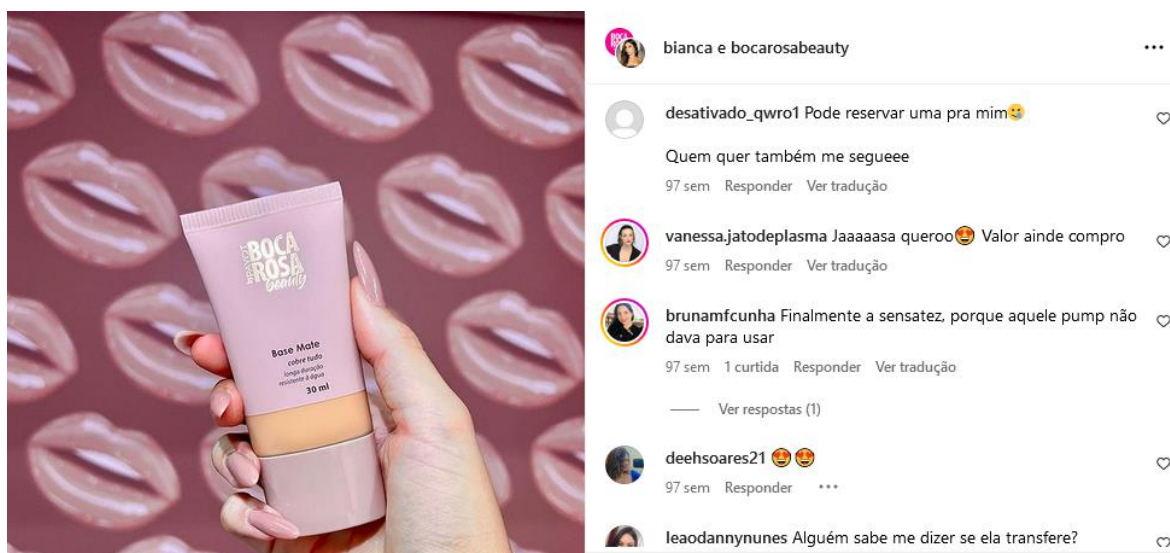 BOCA
ROSA
beauty
Base Mate
cobre tudo
longa duração
resistente à água
30 ml
bianca e bocarosabeauty
desativado_qwro1 Pode reservar uma pra mim🥲
Quem quer também me segueee
97 sem Responder Ver tradução
vanessa.jatodeplasma Jaaaaasa queroo😍 Valor ainde compro
97 sem Responder Ver tradução
brunamfcunha Finalmente a sensatez, porque aquele pump não
dava para usar
97 sem 1 curtida Responder Ver tradução
Ver respostas (1)
deehsoares21 😍😍
97 sem Responder
leaodannynunes Alguém sabe me dizer se ela transfere?